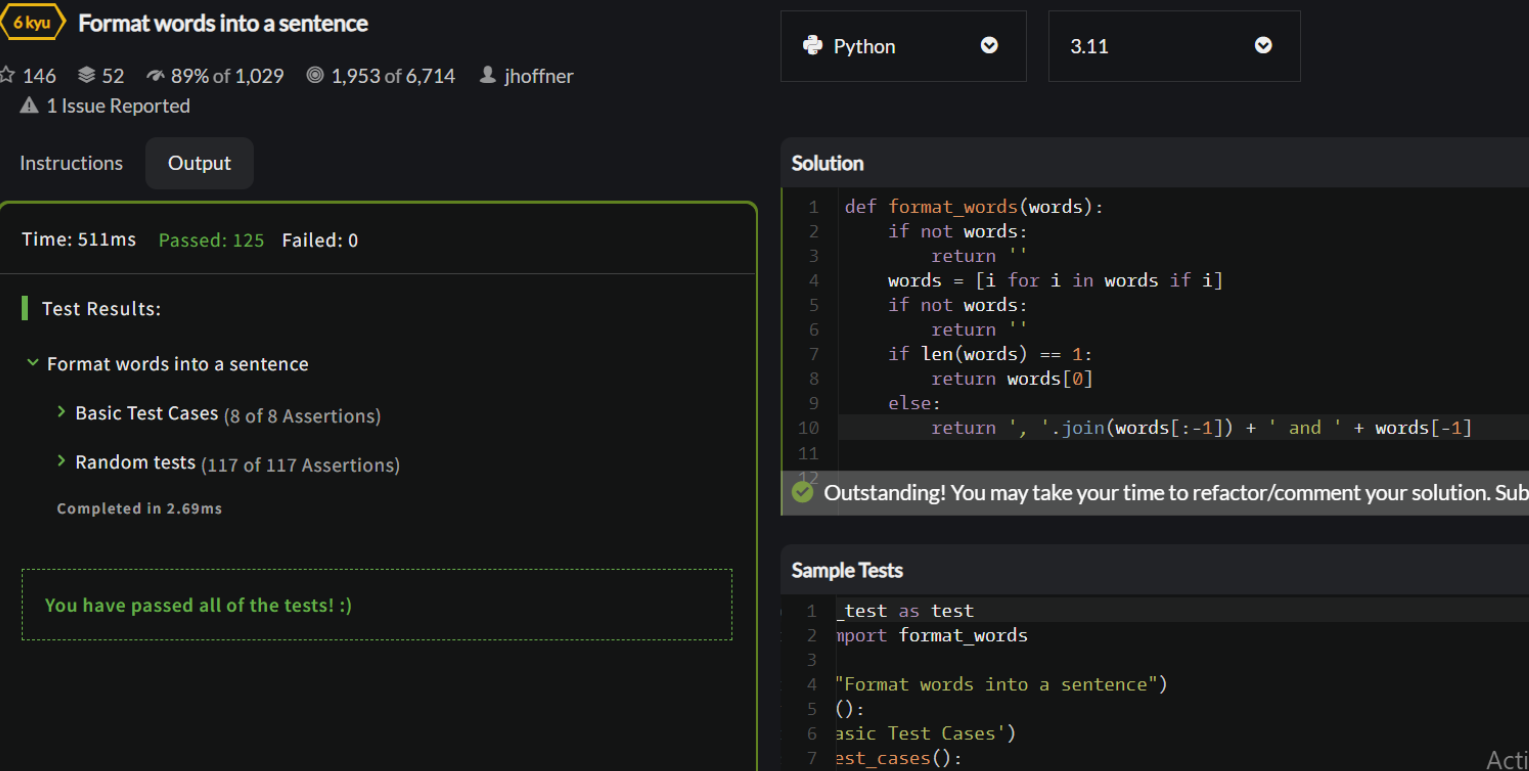 6 kyu Format words into a sentence
146 52 89% of 1,029 1,953 of 6,714 jhoffner
1 Issue Reported
Instructions Output
Time: 511ms Passed: 125 Failed: 0
Test Results:
Format words into a sentence
Basic Test Cases (8 of 8 Assertions)
Random tests (117 of 117 Assertions)
Completed in 2.69ms
You have passed all of the tests! :)
Python 3.11
Solution
1 def format_words(words):
2 if not words:
3 return ''
4 words = [i for i in words if i]
5 if not words:
6 return ''
7 if len(words) == 1:
8 return words[0]
9 else:
10 return ', '.join(words[:-1]) + ' and ' + words[-1]
11
12
Outstanding! You may take your time to refactor/comment your solution. Sub
Sample Tests
1 _test as test
2 mport format_words
3
4 "Format words into a sentence")
5 ():
6 asic Test Cases')
7 est_cases():
Acti